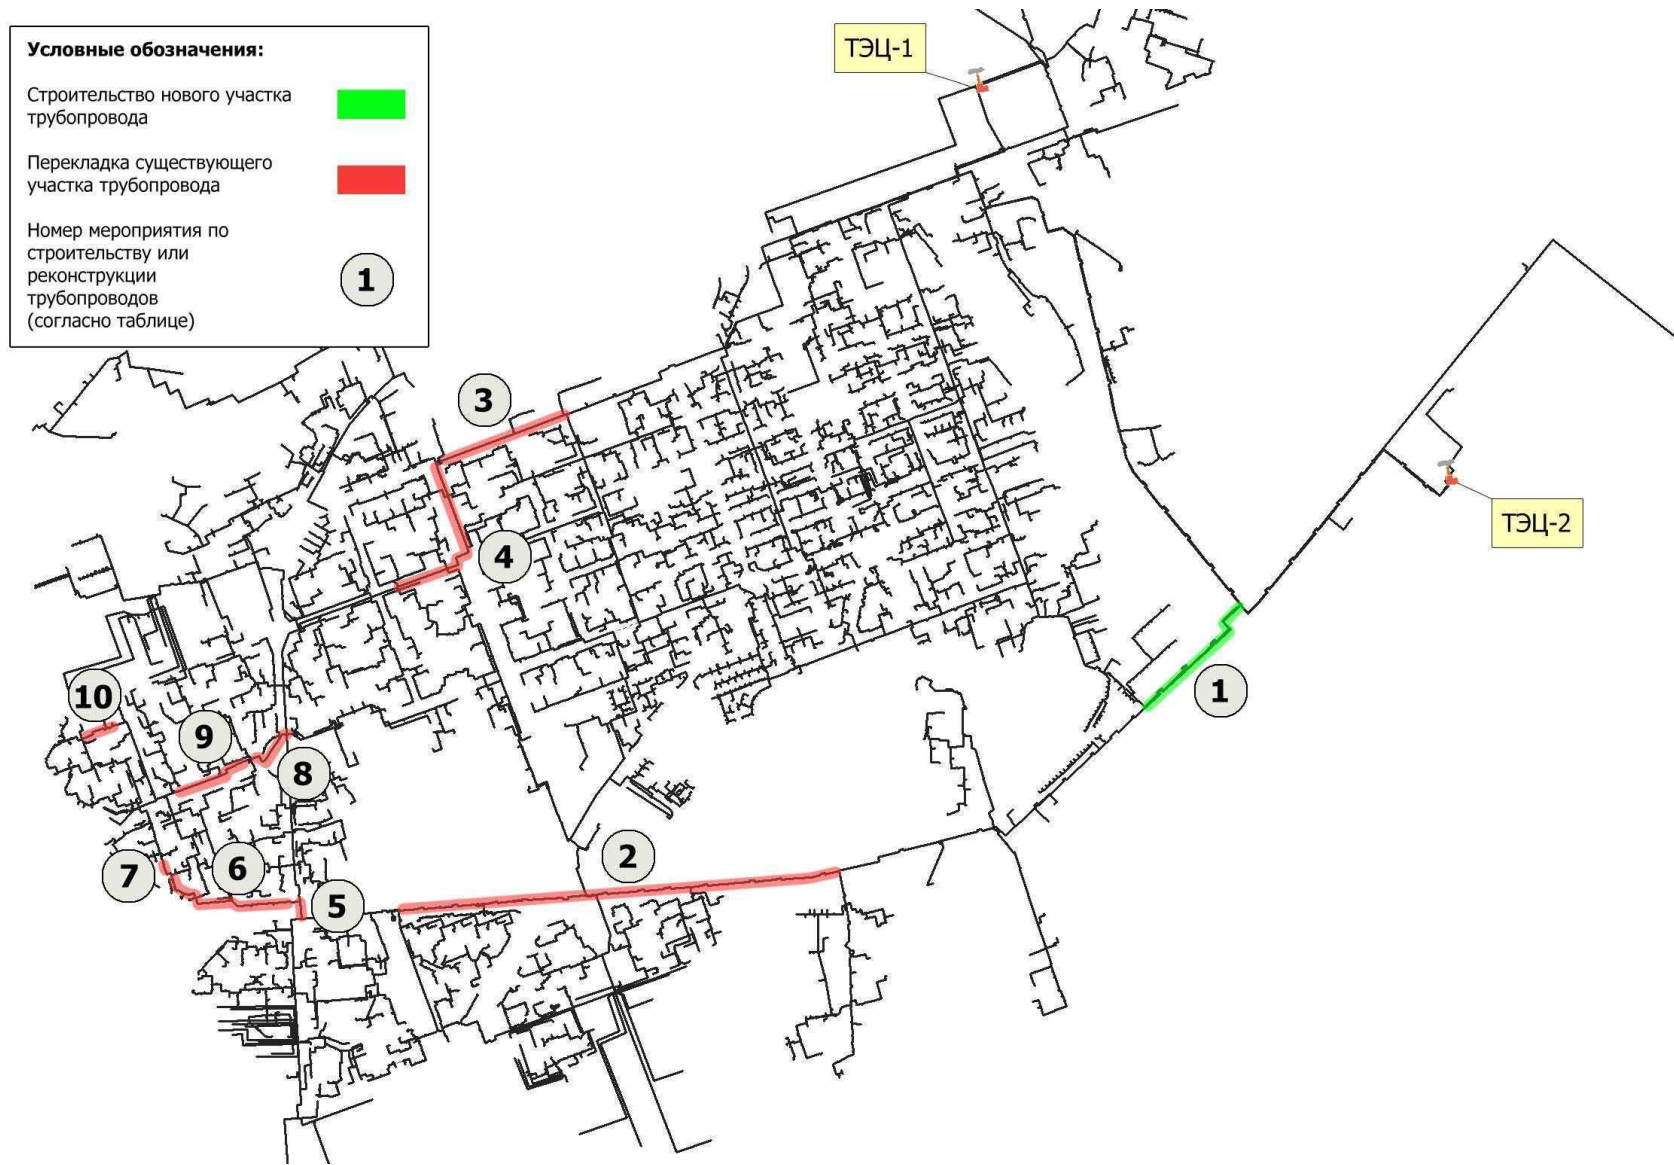 Условные обозначения:
Строительство нового участка
трубопровода
Перекладка существующего
участка трубопровода
Номер мероприятия по
строительству или
реконструкции
трубопроводов
(согласно таблице)
1
ТЭЦ-1
ТЭЦ-2
3
4
1
10
9
8
2
7
6
5